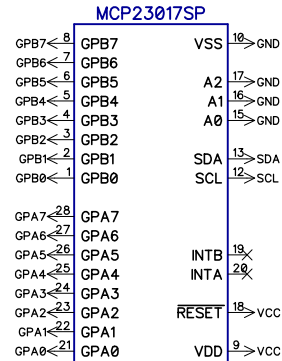 MCP23017SP
GPB7 8 GPB7 VSS 10 GND
GPB6 7 GPB6
GPB5 6 GPB5 A2 17 GND
GPB4 5 GPB4 A1 16 GND
GPB3 4 GPB3 A0 15 GND
GPB2 3 GPB2
GPB1 2 GPB1 SDA 13 SDA
GPB0 1 GPB0 SCL 12 SCL
GPA7 28 GPA7
GPA6 27 GPA6
GPA5 26 GPA5 INTB 19
GPA4 25 GPA4 INTA 20
GPA3 24 GPA3
GPA2 23 GPA2 RESET 18 VCC
GPA1 22 GPA1
GPA0 21 GPA0 VDD 9 VCC